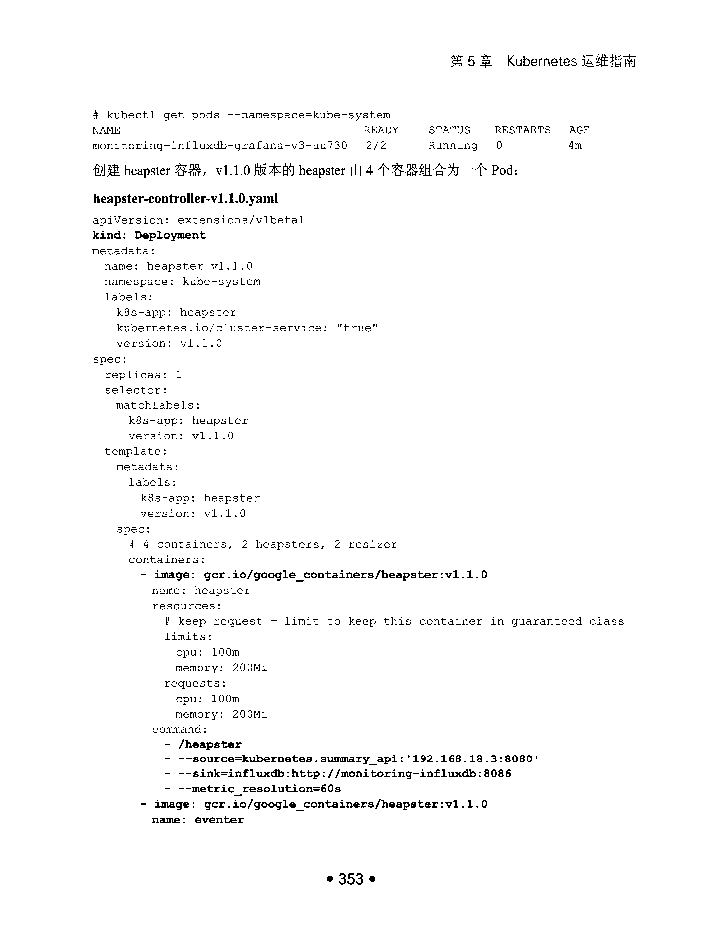 第 5 章 Kubernetes 运维指南
# kubectl get pods --namespace=kube-system
NAME READY STATUS RESTARTS AGE
monitoring-influxdb-grafana-v3-au730 2/2 Running 0 4m
创建 heapster 容器，v1.1.0 版本的 heapster 由 4 个容器组合为一个 Pod：
heapster-controller-v1.1.0.yaml
apiVersion: extensions/v1beta1
kind: Deployment
metadata:
  name: heapster-v1.1.0
  namespace: kube-system
  labels:
    k8s-app: heapster
    kubernetes.io/cluster-service: "true"
    version: v1.1.0
spec:
  replicas: 1
  selector:
    matchLabels:
      k8s-app: heapster
      version: v1.1.0
  template:
    metadata:
      labels:
        k8s-app: heapster
        version: v1.1.0
    spec:
      # 4 containers, 2 heapsters, 2 resizer
      containers:
        - image: gcr.io/google_containers/heapster:v1.1.0
          name: heapster
          resources:
            # keep request = limit to keep this container in guaranteed class
            limits:
              cpu: 100m
              memory: 200Mi
            requests:
              cpu: 100m
              memory: 200Mi
          command:
            - /heapster
            - --source=kubernetes.summary_api:'192.168.18.3:8080'
            - --sink=influxdb:http://monitoring-influxdb:8086
            - --metric_resolution=60s
        - image: gcr.io/google_containers/heapster:v1.1.0
          name: eventer
• 353 •